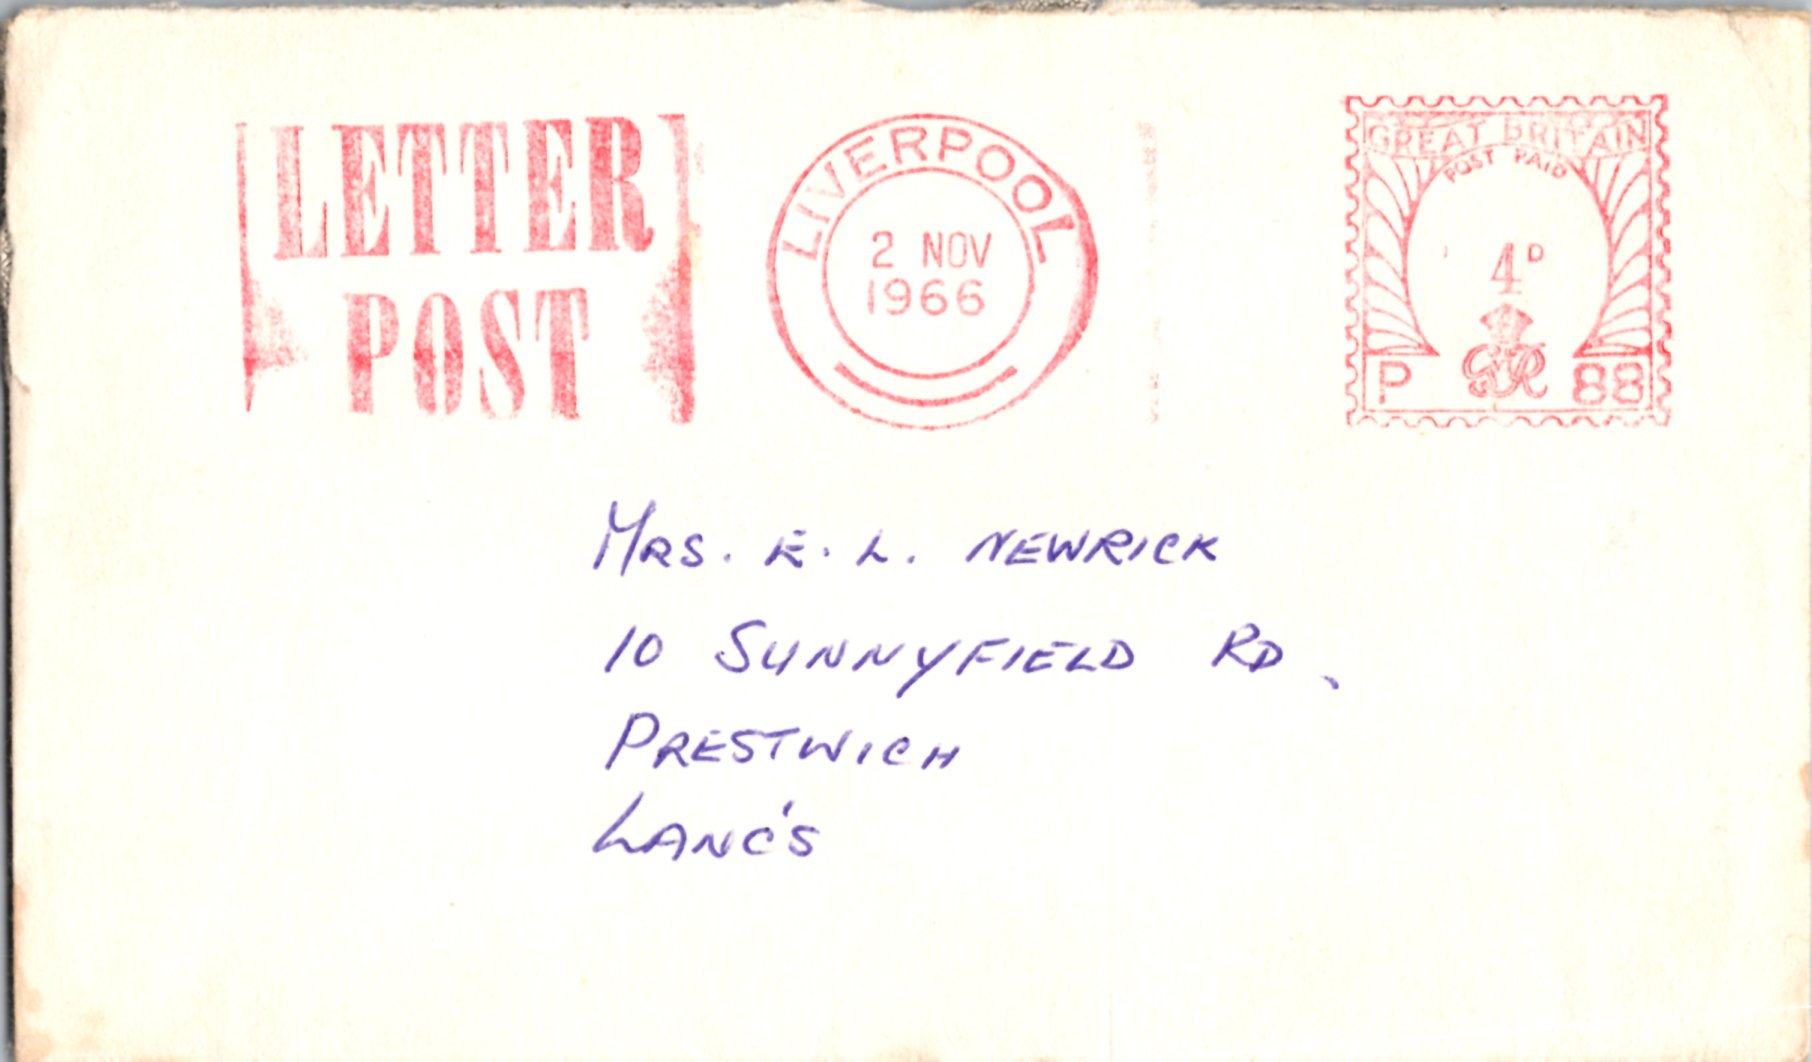 LETTER
POST
LIVERPOOL
2 NOV
1966
GREAT BRITAIN
POST PAID
4D
GR
P 88
MRS. E. L. NEWRICK
10 SUNNYFIELD RD.
PRESTWICH
LANC'S